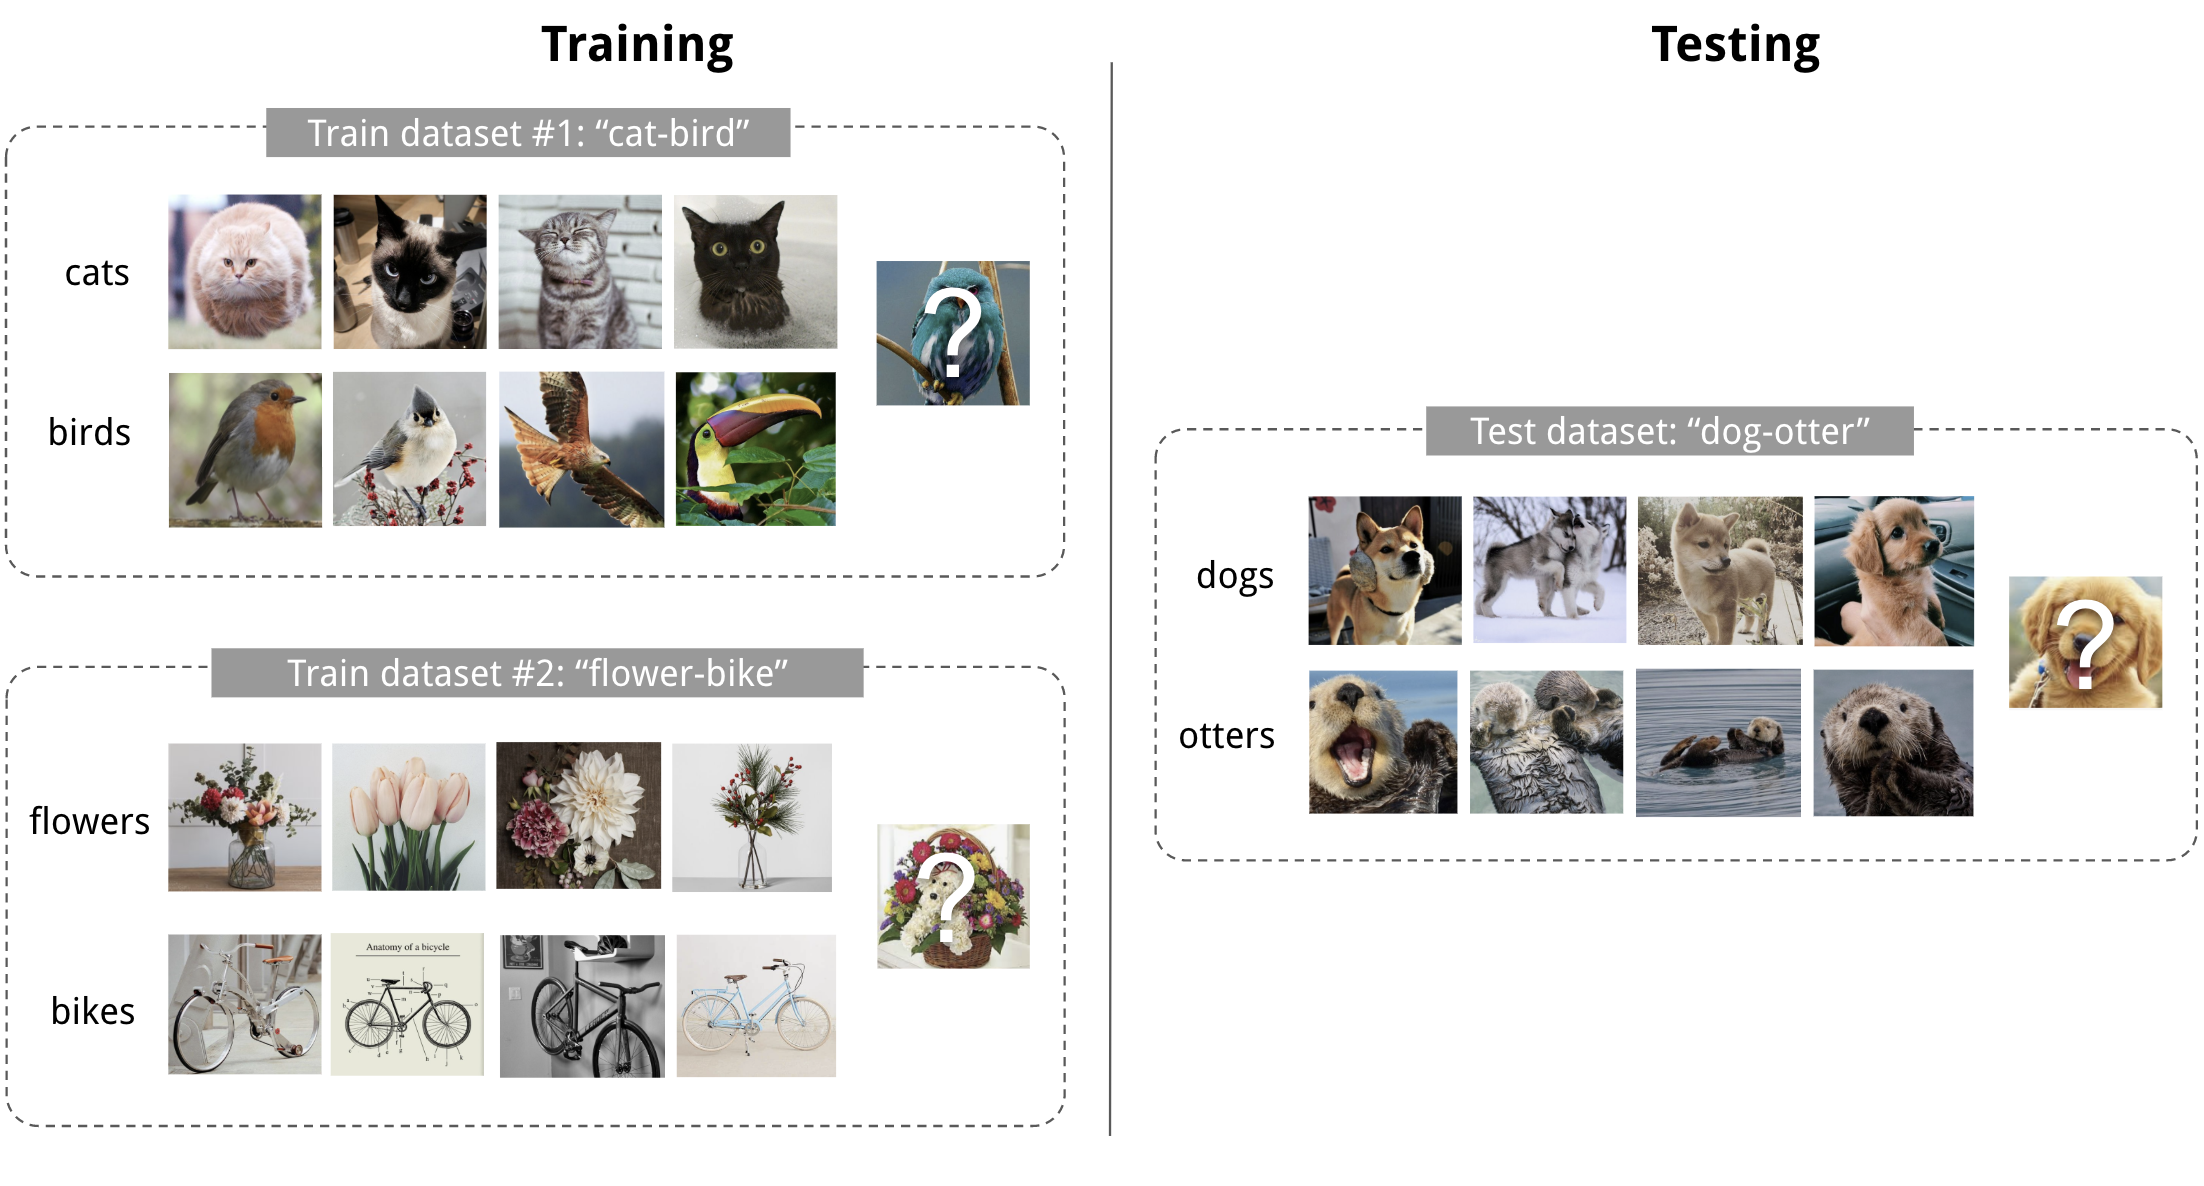 Training
Testing
Train dataset #1: “cat-bird”
cats
?
birds
Train dataset #2: “flower-bike”
flowers
?
bikes
Anatomy of a bicycle
Test dataset: “dog-otter”
dogs
?
otters